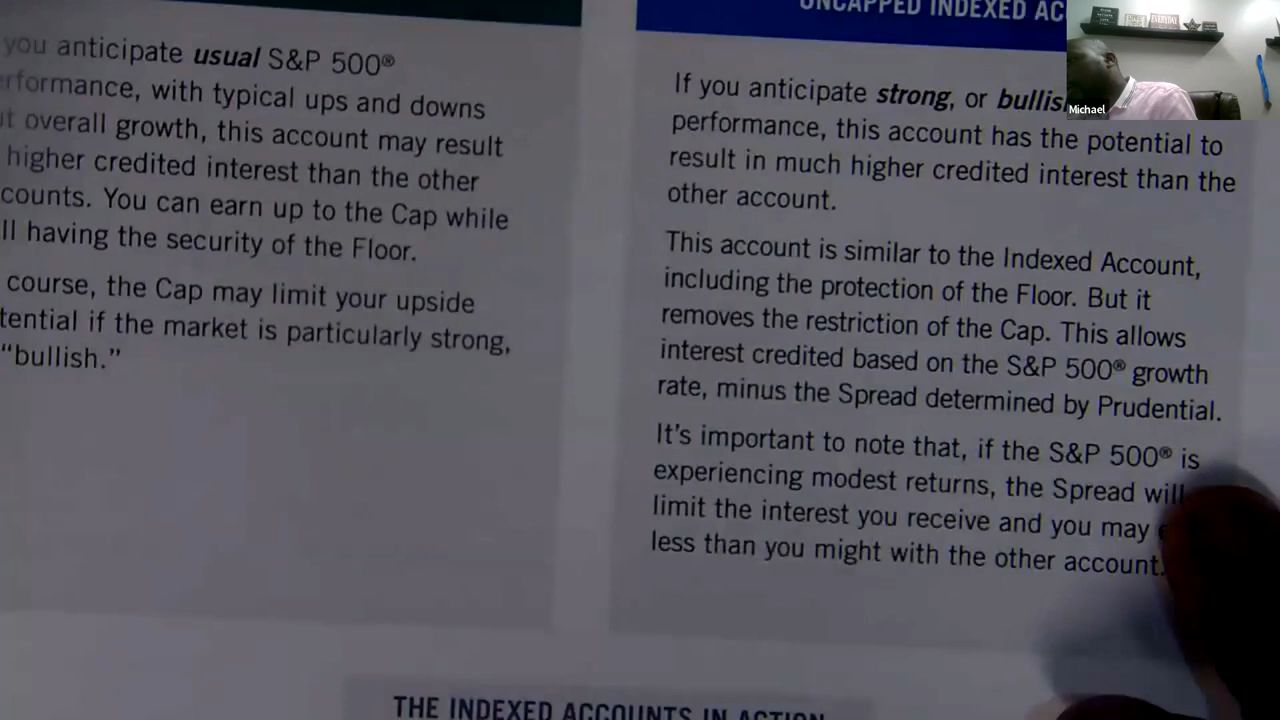 you anticipate usual S&P 500®
with typical ups and downs
overall growth, this account may result
higher credited interest than the other
You can earn up to the Cap while
having the security of the Floor.
course, the Cap may limit your upside
if the market is particularly strong,
“bullish.”
UNCAPPED INDEXED
If you anticipate strong, or
performance, this account has the potential to
result in much higher credited interest than the
other account.
This account is similar to the Indexed Account,
including the protection of the Floor. But it
removes the restriction of the Cap. This allows
interest credited based on the S&P 500® growth
rate, minus the Spread determined by Prudential.
It’s important to note that, if the S&P 500® is
experiencing modest returns, the Spread will
limit the interest you receive and you may
less than you might with the other account.
THE INDEXED ACCOUNTS IN ACTION
EVERYDAY
Michael